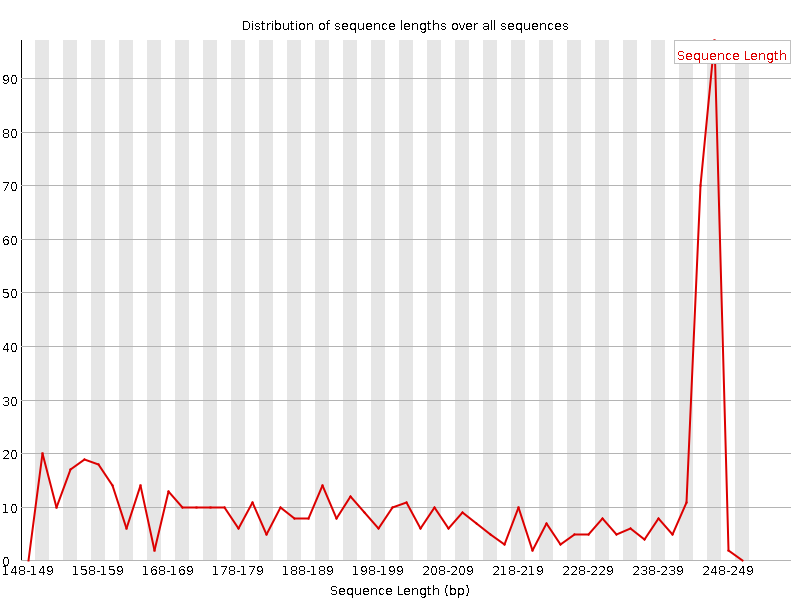 Distribution of sequence lengths over all sequences
Sequence Length
90
80
70
60
50
40
30
20
10
0
148-149 158-159 168-169 178-179 188-189 198-199 208-209 218-219 228-229 238-239 248-249
Sequence Length (bp)